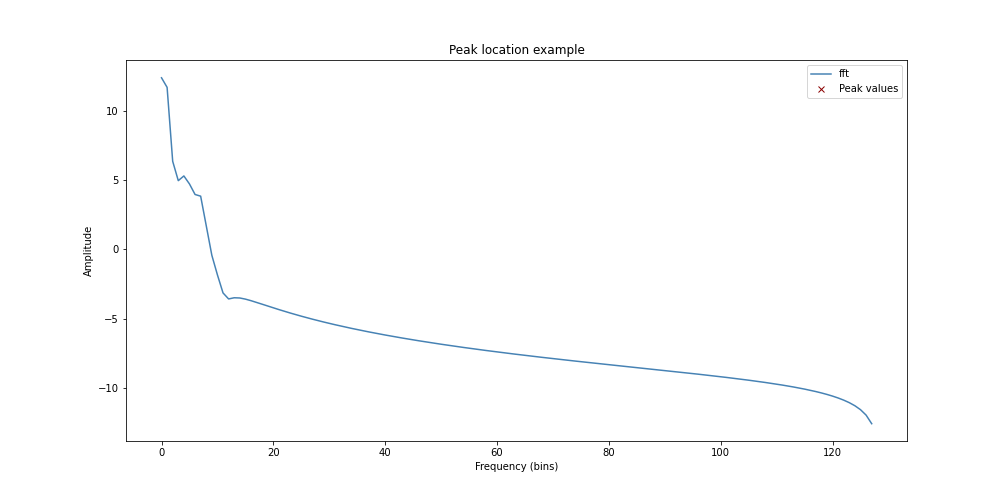 Peak location example
fft
Peak values
Amplitude
10
5
0
−5
−10
0 20 40 60 80 100 120
Frequency (bins)